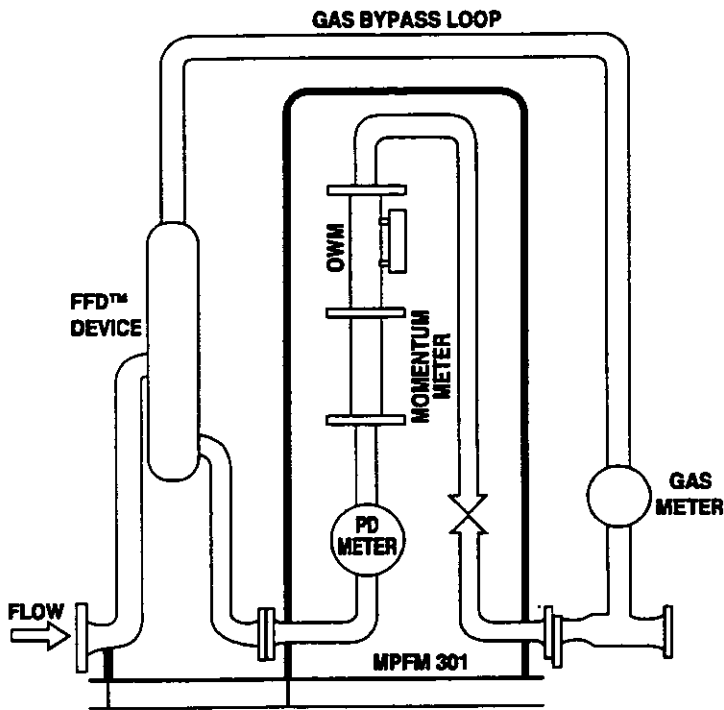 GAS BYPASS LOOP
FFD™
DEVICE
OWM
MOMENTUM
METER
PD
METER
GAS
METER
FLOW
MPFM 301